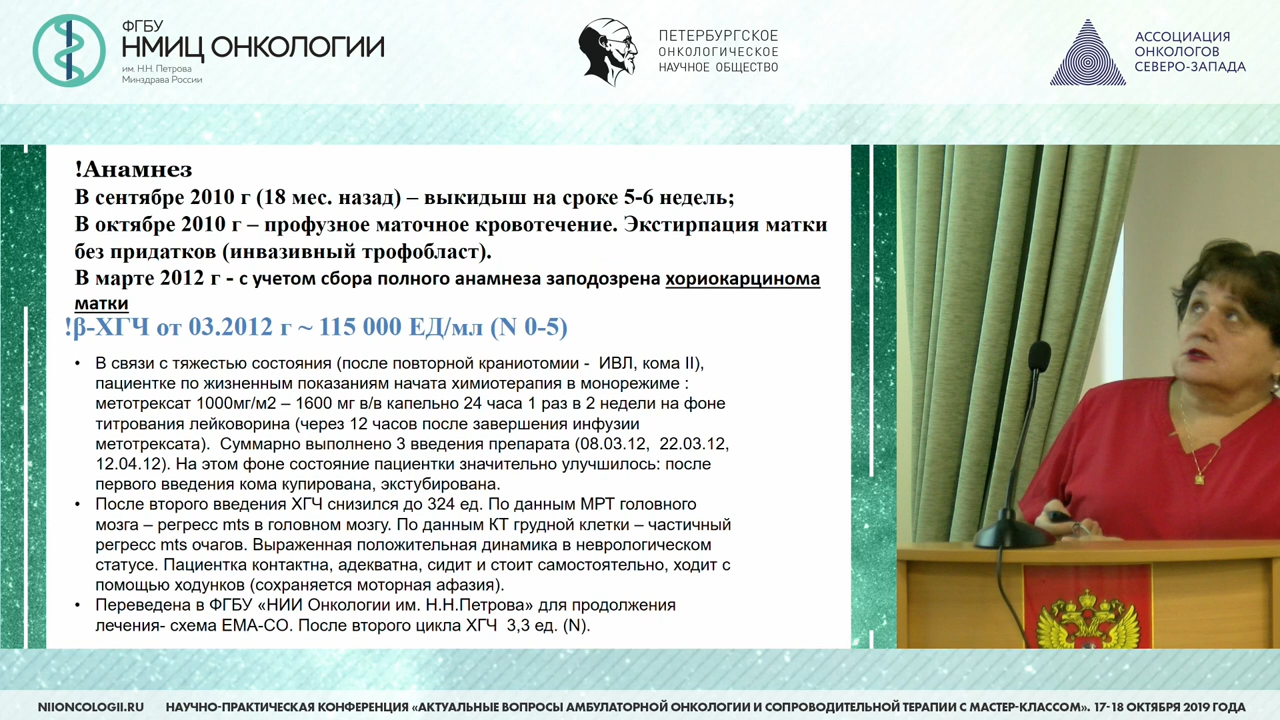 ФГБУ
НМИЦ ОНКОЛОГИИ
им. Н.Н. Петрова
Минздрава России
ПЕТЕРБУРГСКОЕ
ОНКОЛОГИЧЕСКОЕ
НАУЧНОЕ ОБЩЕСТВО
АССОЦИАЦИЯ
ОНКОЛОГОВ
СЕВЕРО-ЗАПАДА
!Анамнез
В сентябре 2010 г (18 мес. назад) – выкидыш на сроке 5-6 недель;
В октябре 2010 г – профузное маточное кровотечение. Экстирпация матки
без придатков (инвазивный трофобласт).
В марте 2012 г - с учетом сбора полного анамнеза заподозрена хориокарцинома
матки
!β-ХГЧ от 03.2012 г ~ 115 000 ЕД/мл (N 0-5)
• В связи с тяжестью состояния (после повторной краниотомии - ИВЛ, кома II),
пациентке по жизненным показаниям начата химиотерапия в монорежиме :
метотрексат 1000мг/м2 – 1600 мг в/в капельно 24 часа 1 раз в 2 недели на фоне
титрования лейковорина (через 12 часов после завершения инфузии
метотрексата). Суммарно выполнено 3 введения препарата (08.03.12, 22.03.12,
12.04.12). На этом фоне состояние пациентки значительно улучшилось: после
первого введения кома купирована, экстубирована.
• После второго введения ХГЧ снизился до 324 ед. По данным МРТ головного
мозга – регресс mts в головном мозгу. По данным КТ грудной клетки – частичный
регресс mts очагов. Выраженная положительная динамика в неврологическом
статусе. Пациентка контактна, адекватна, сидит и стоит самостоятельно, ходит с
помощью ходунков (сохраняется моторная афазия).
• Переведена в ФГБУ «НИИ Онкологии им. Н.Н.Петрова» для продолжения
лечения- схема EMA-CO. После второго цикла ХГЧ 3,3 ед. (N).
NIIONCOLOGII.RU НАУЧНО-ПРАКТИЧЕСКАЯ КОНФЕРЕНЦИЯ «АКТУАЛЬНЫЕ ВОПРОСЫ АМБУЛАТОРНОЙ ОНКОЛОГИИ И СОПРОВОДИТЕЛЬНОЙ ТЕРАПИИ С МАСТЕР-КЛАССОМ». 17-18 ОКТЯБРЯ 2019 ГОДА